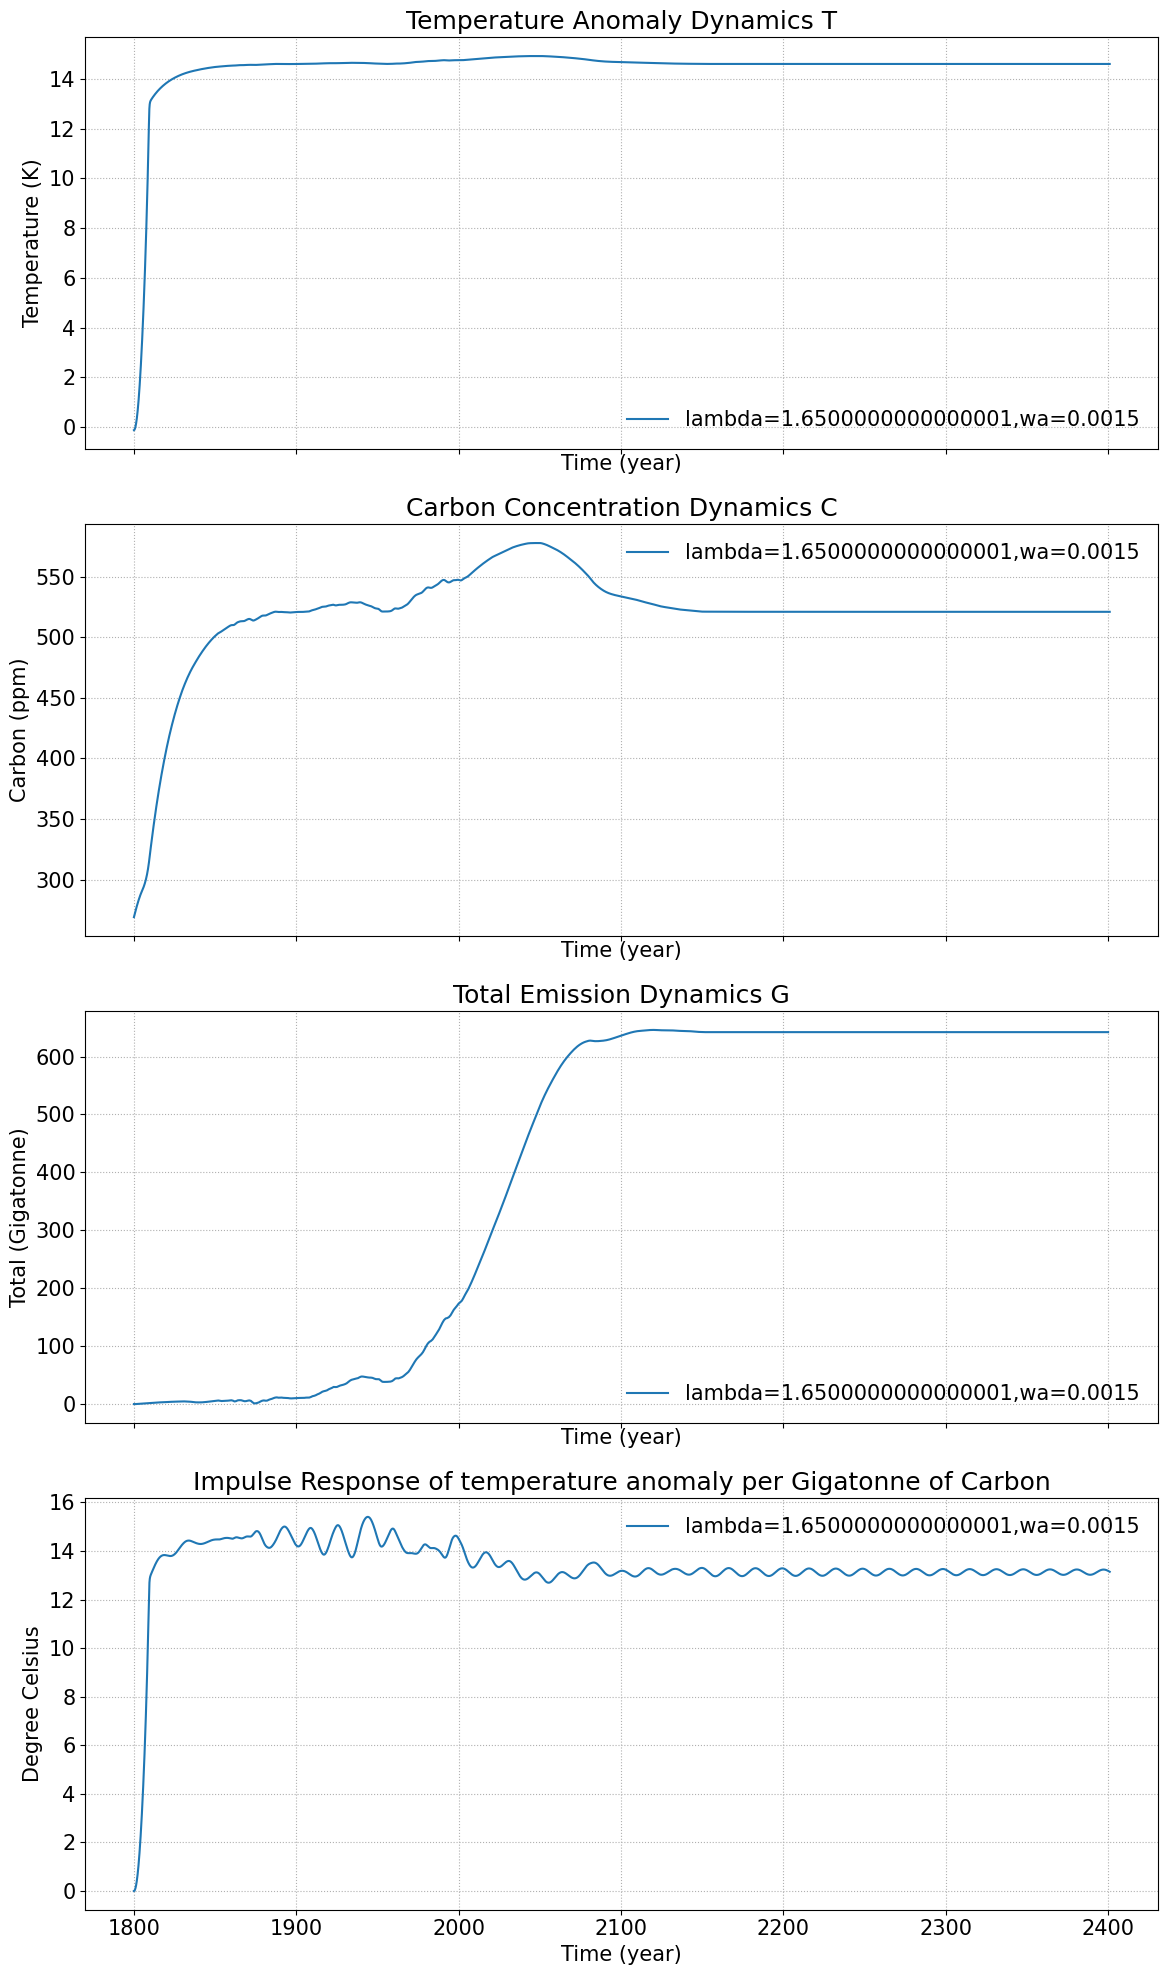 Temperature Anomaly Dynamics T
14
12
10
8
6
4
2
0
Temperature (K)
lambda=1.6500000000000001,wa=0.0015
Time (year)
Carbon Concentration Dynamics C
550
500
450
400
350
300
Carbon (ppm)
lambda=1.6500000000000001,wa=0.0015
Time (year)
Total Emission Dynamics G
600
500
400
300
200
100
0
Total (Gigatonne)
lambda=1.6500000000000001,wa=0.0015
Time (year)
Impulse Response of temperature anomaly per Gigatonne of Carbon
16
14
12
10
8
6
4
2
0
Degree Celsius
lambda=1.6500000000000001,wa=0.0015
1800 1900 2000 2100 2200 2300 2400
Time (year)